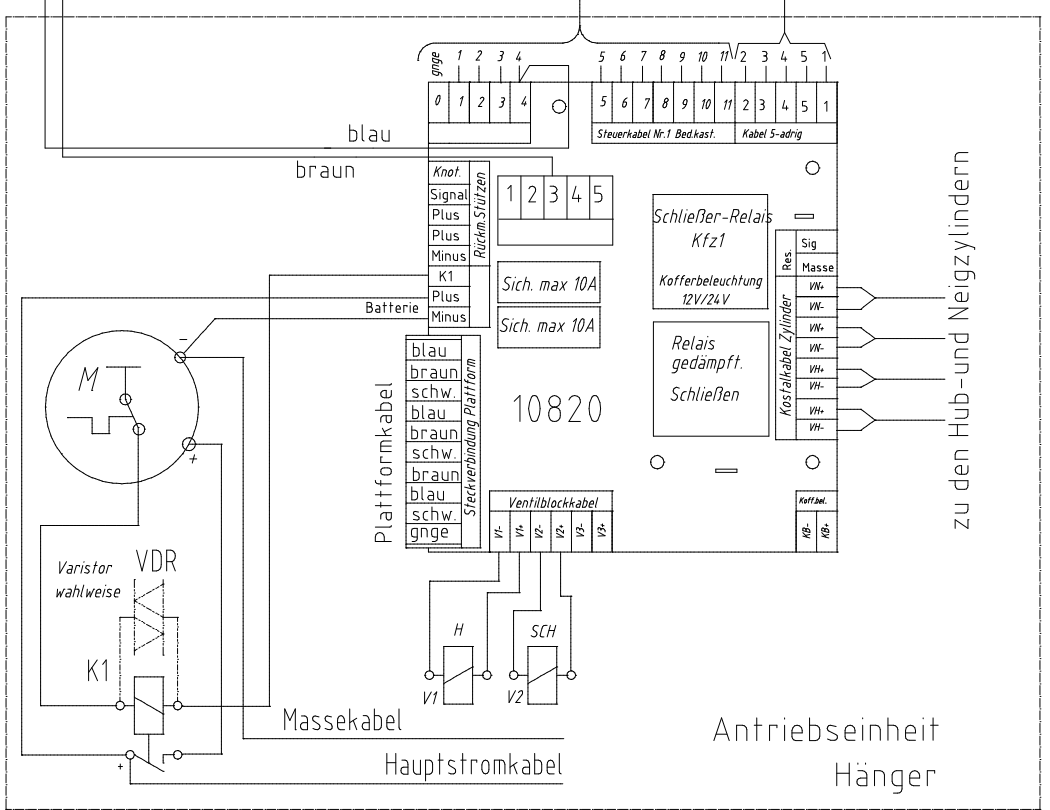 gnge 1 2 3 4 5 6 7 8 9 10 11 2 3 4 5 1
0 1 2 3 4 5 6 7 8 9 10 11 2 3 4 5 1
Steuerkabel Nr.1 Bed.kast. Kabel 5-adrig
blau
braun
Knot.
Signal
Plus
Plus
Minus
Rückm.Stützen
K1
Plus
Minus
Batterie
1 2 3 4 5
Sich. max 10A
Sich. max 10A
Schließer-Relais
Kfz1
Kofferbeleuchtung
12V/24V
Relais
gedämpft.
Schließen
10820
Res.
Sig
Masse
Kostalkabel Zylinder
VN+
VN-
VN+
VN-
VH+
VH-
VH+
VH-
zu den Hub-und Neigzylindern
Plattformkabel
blau
braun
schw.
blau
braun
schw.
braun
blau
schw.
gnge
Steckverbindung Plattform
Ventilblockkabel
V1- V1+ V2- V2+ V3- V3+
Koff.bel.
KB- KB+
M
-
+
Varistor
wahlweise
VDR
K1
+
H
V1
SCH
V2
Massekabel
Hauptstromkabel
Antriebseinheit
Hänger